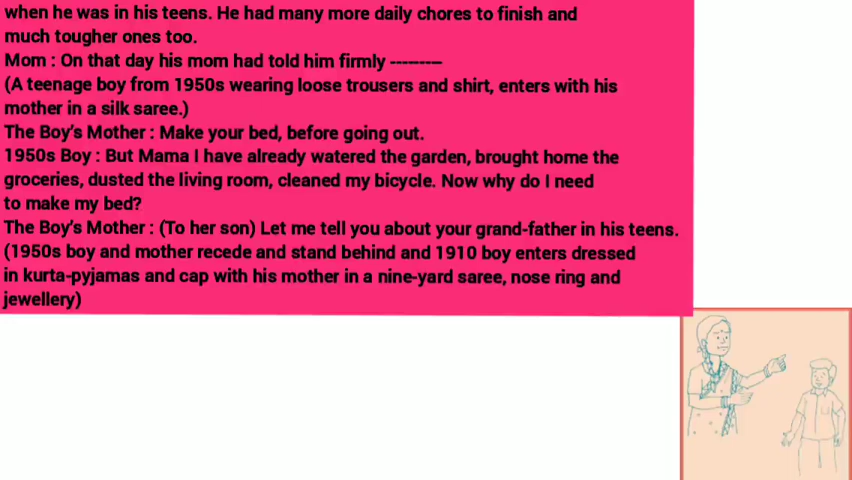 when he was in his teens. He had many more daily chores to finish and
much tougher ones too.
Mom : On that day his mom had told him firmly ---------
(A teenage boy from 1950s wearing loose trousers and shirt, enters with his
mother in a silk saree.)
The Boy's Mother : Make your bed, before going out.
1950s Boy : But Mama I have already watered the garden, brought home the
groceries, dusted the living room, cleaned my bicycle. Now why do I need
to make my bed?
The Boy's Mother : (To her son) Let me tell you about your grand-father in his teens.
(1950s boy and mother recede and stand behind and 1910 boy enters dressed
in kurta-pyjamas and cap with his mother in a nine-yard saree, nose ring and
jewellery)